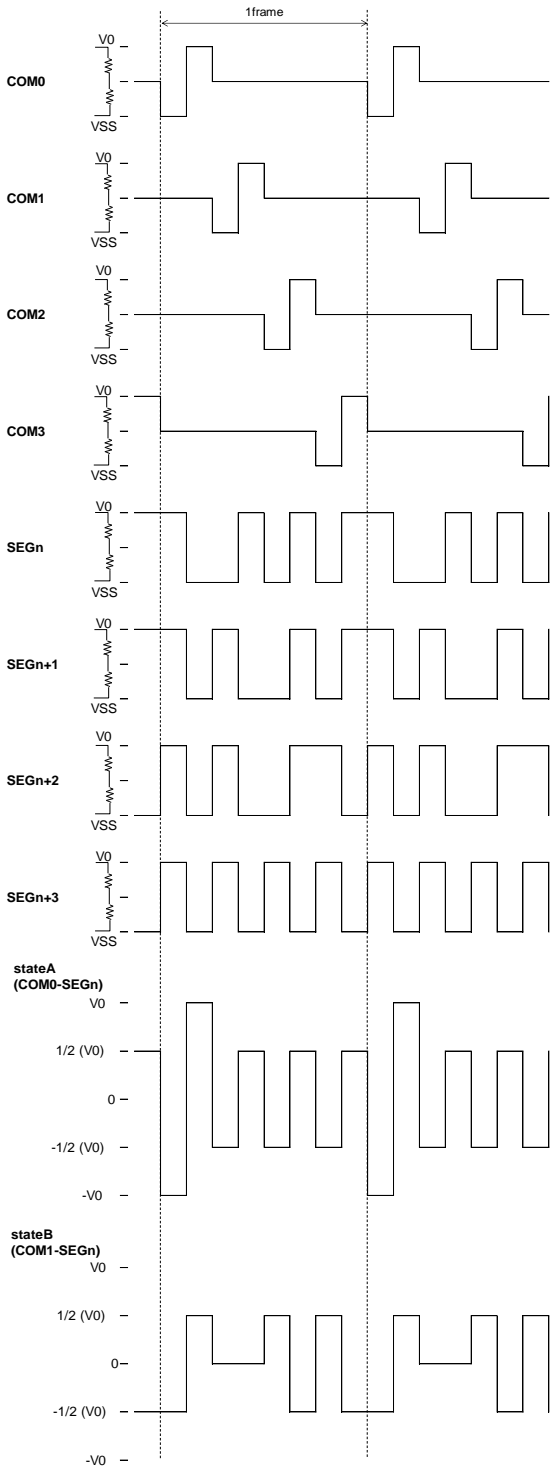 1frame
V0
COM0
VSS
V0
COM1
VSS
V0
COM2
VSS
V0
COM3
VSS
V0
SEGn
VSS
V0
SEGn+1
VSS
V0
SEGn+2
VSS
V0
SEGn+3
VSS
stateA
(COM0-SEGn)
V0
1/2 (V0)
0
-1/2 (V0)
-V0
stateB
(COM1-SEGn)
V0
1/2 (V0)
0
-1/2 (V0)
-V0